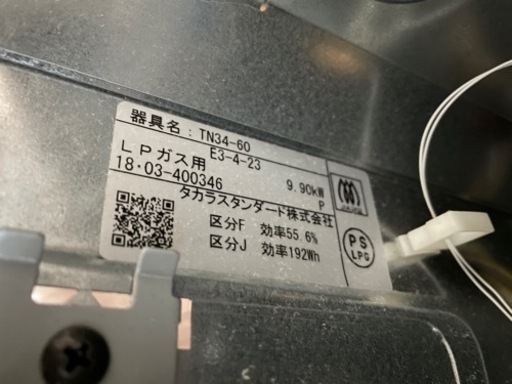 器具名：TN34-60
E3-4-23
LPガス用 9.90kW
18・03-400346 P
タカラスタンダード株式会社
区分F 効率55.6%
区分J 効率192Wh
PS
LPG